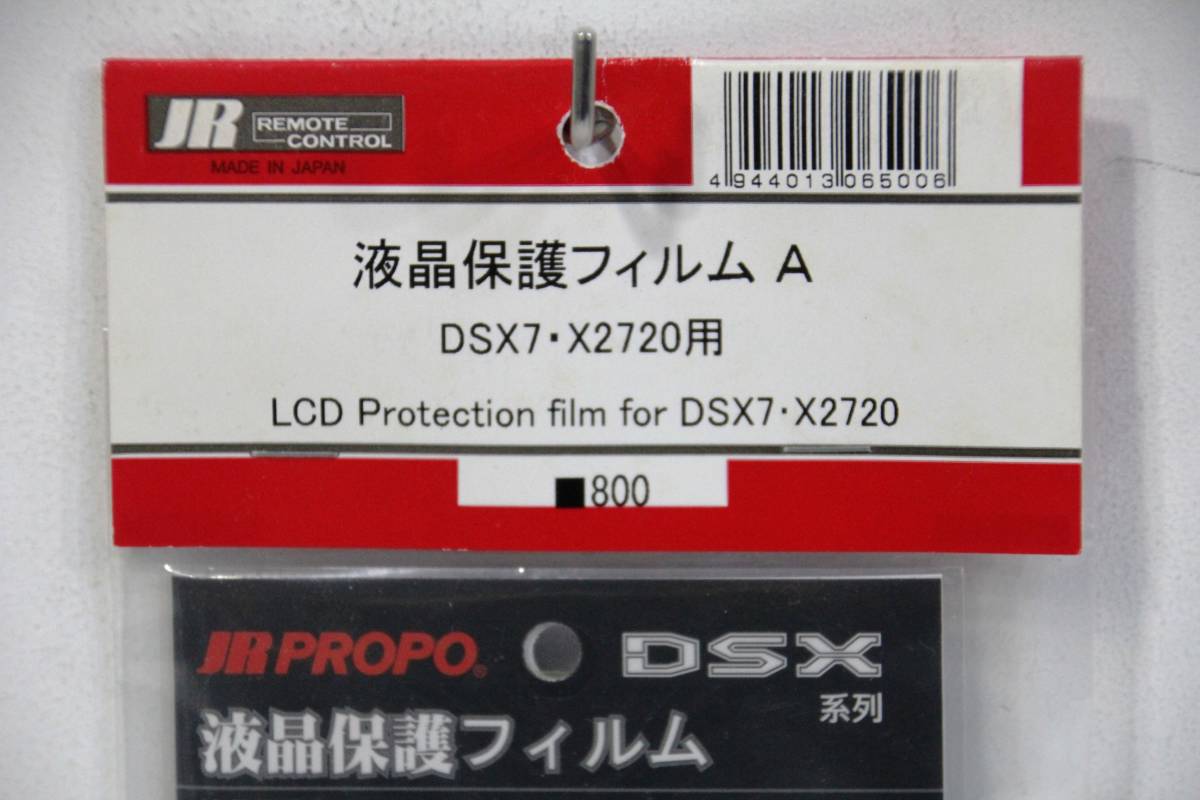 JR REMOTE CONTROL
MADE IN JAPAN
4 944013 065006
液晶保護フィルム A
DSX7・X2720用
LCD Protection film for DSX7・X2720
■800
JR PROPO®
DSX
系列
液晶保護フィルム